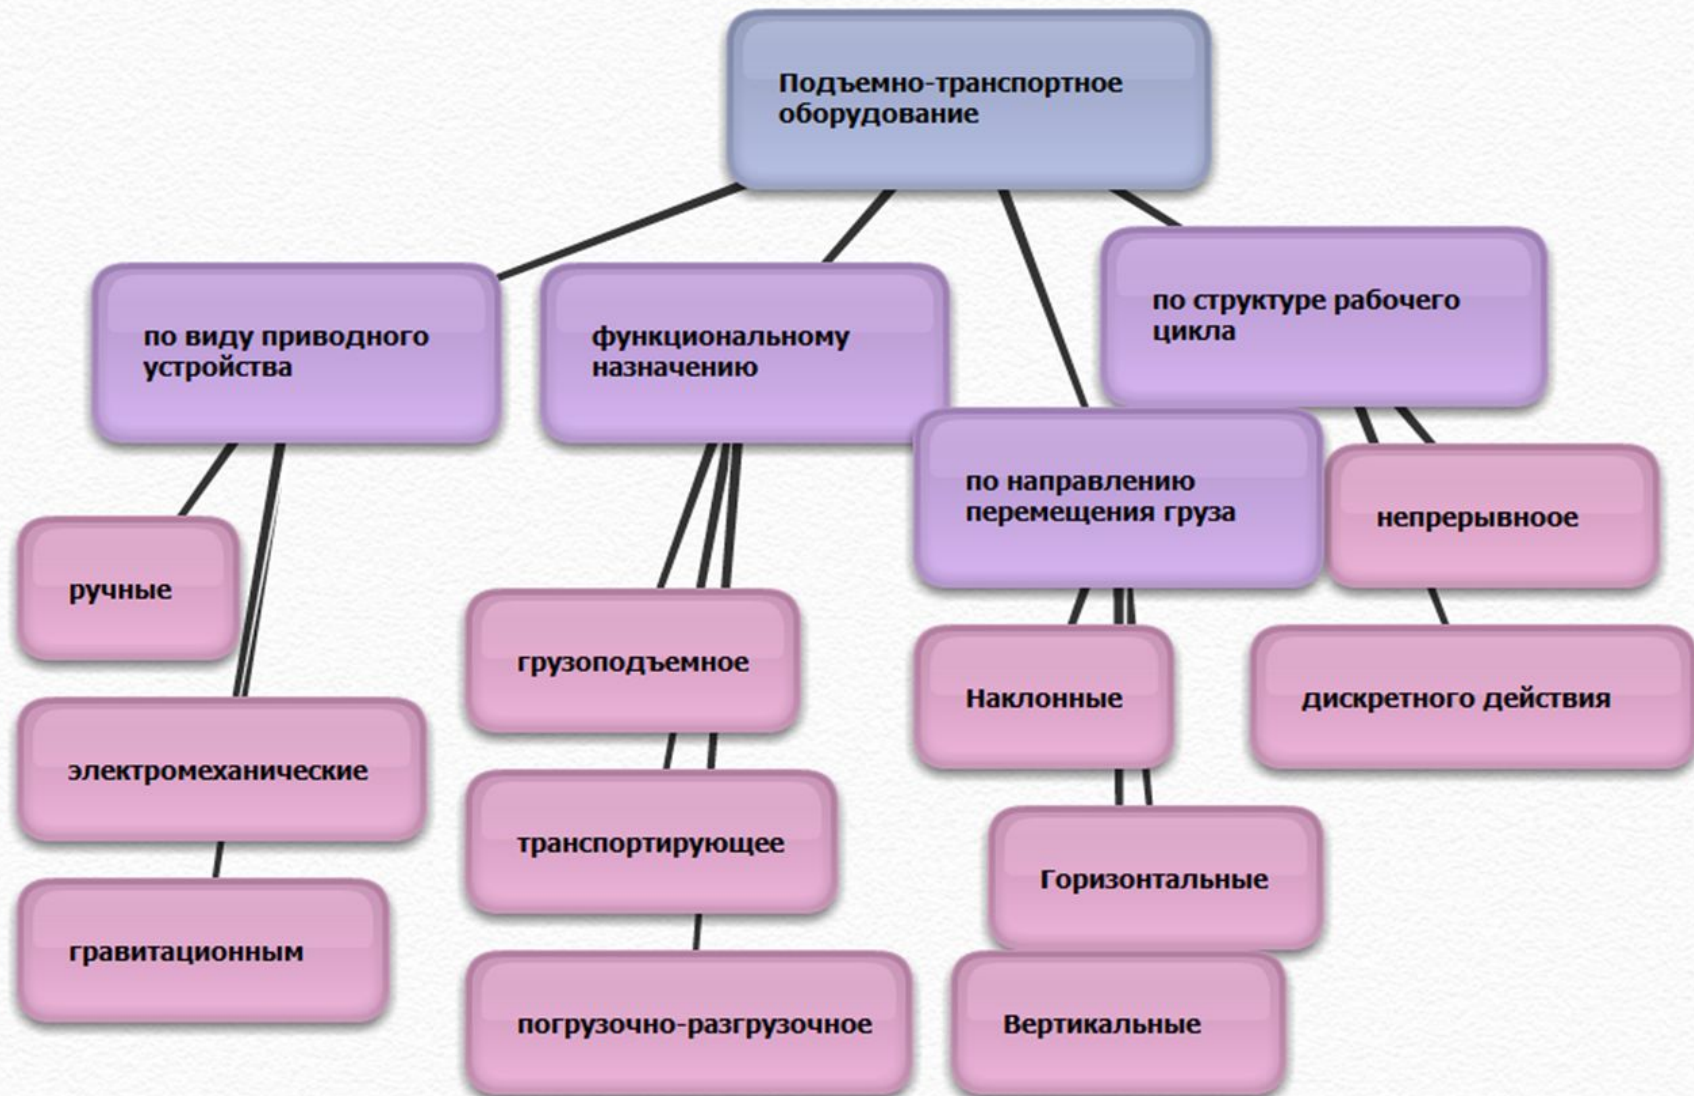 Подъемно-транспортное
оборудование
по виду приводного
устройства
ручные
электромеханические
гравитационным
функциональному
назначению
грузоподъемное
транспортирующее
погрузочно-разгрузочное
по направлению
перемещения груза
Наклонные
Горизонтальные
Вертикальные
по структуре рабочего
цикла
непрерывноое
дискретного действия